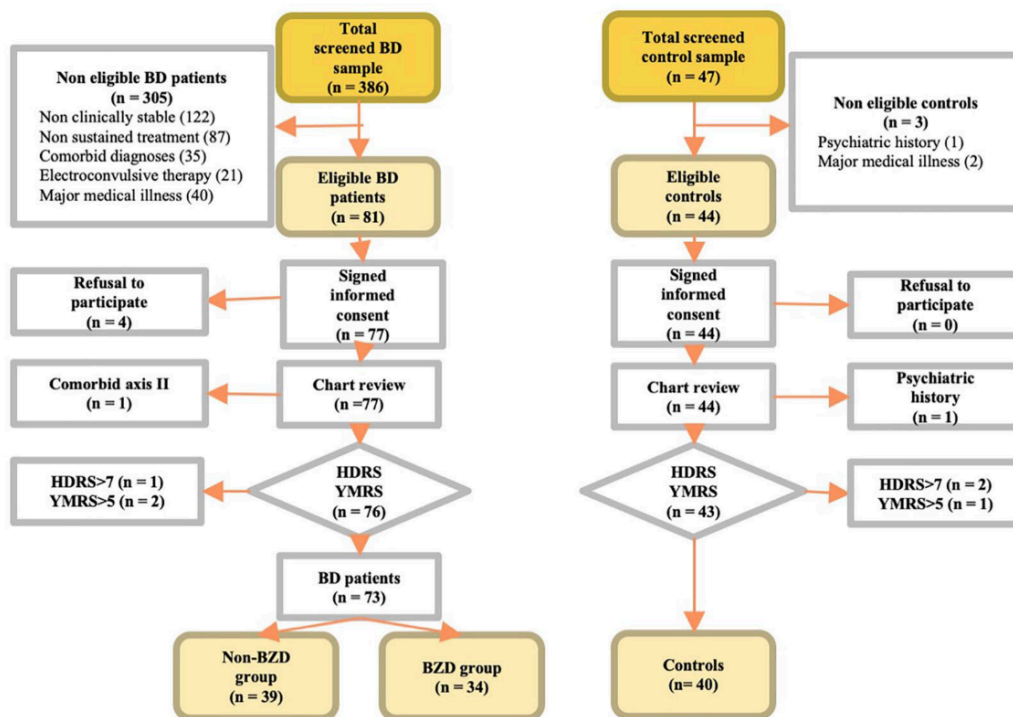 Total
screened BD
sample
(n = 386)
Non eligible BD patients
(n = 305)
Non clinically stable (122)
Non sustained treatment (87)
Comorbid diagnoses (35)
Electroconvulsive therapy (21)
Major medical illness (40)
Eligible BD
patients
(n = 81)
Refusal to
participate
(n = 4)
Signed
informed
consent
(n = 77)
Comorbid axis II
(n = 1)
Chart review
(n =77)
HDRS>7 (n = 1)
YMRS>5 (n = 2)
HDRS
YMRS
(n = 76)
BD patients
(n = 73)
Non-BZD
group
(n = 39)
BZD group
(n = 34)
Total screened
control sample
(n = 47)
Non eligible controls
(n = 3)
Psychiatric history (1)
Major medical illness (2)
Eligible
controls
(n = 44)
Signed
informed
consent
(n = 44)
Refusal to
participate
(n = 0)
Chart review
(n = 44)
Psychiatric
history
(n = 1)
HDRS
YMRS
(n = 43)
HDRS>7 (n = 2)
YMRS>5 (n = 1)
Controls
(n= 40)